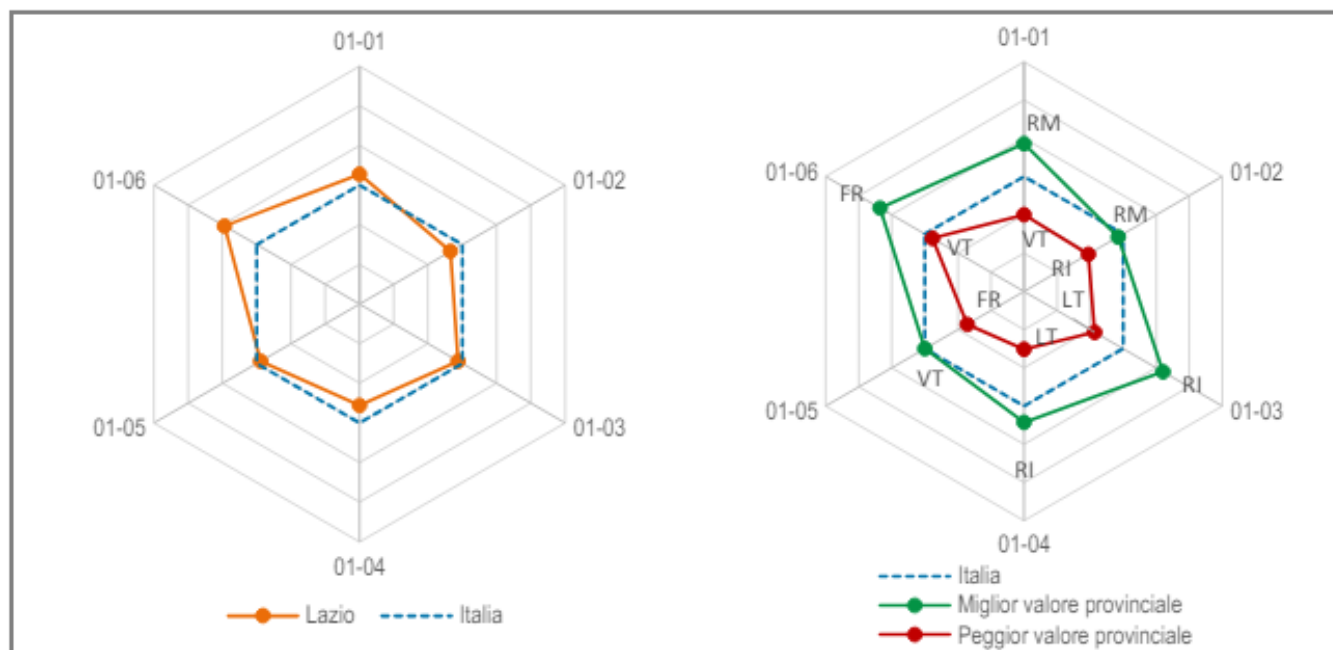 01-01
01-06
01-02
01-05
01-03
01-04
Lazio
Italia
01-01
RM
01-06
01-02
FR
RM
VT
VT
RI
FR
LT
LT
VT
RI
01-05
01-03
RI
01-04
Italia
Miglior valore provinciale
Peggior valore provinciale